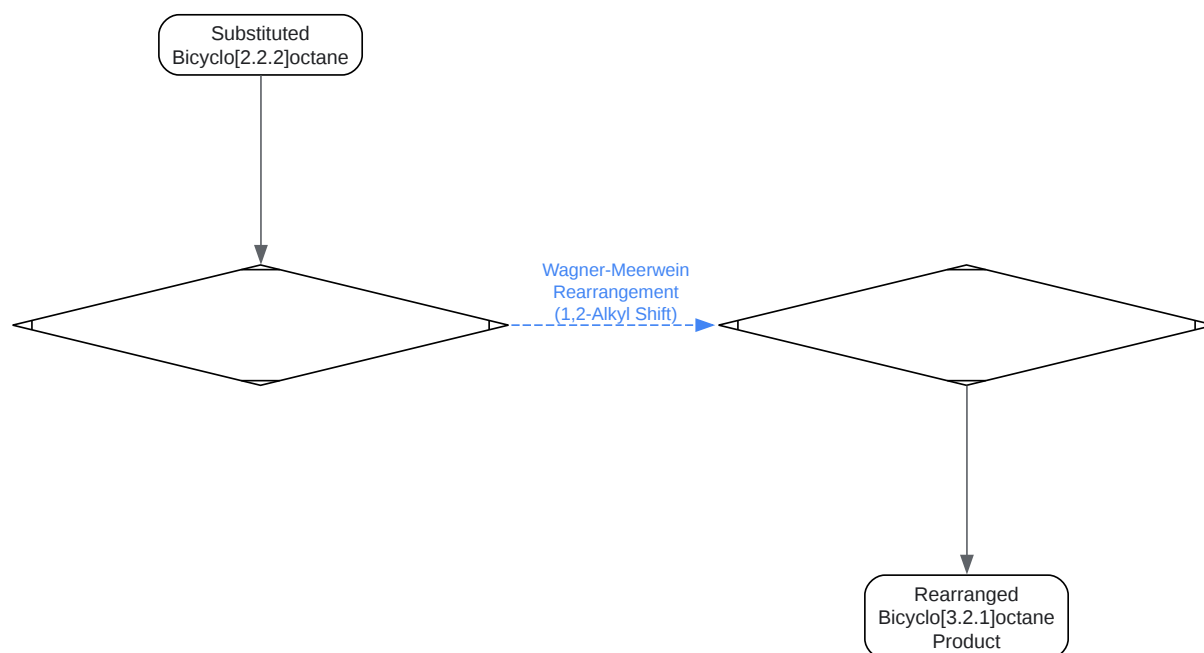 Substituted
Bicyclo[2.2.2]octane
Wagner-Meerwein
Rearrangement
(1,2-Alkyl Shift)
Rearranged
Bicyclo[3.2.1]octane
Product